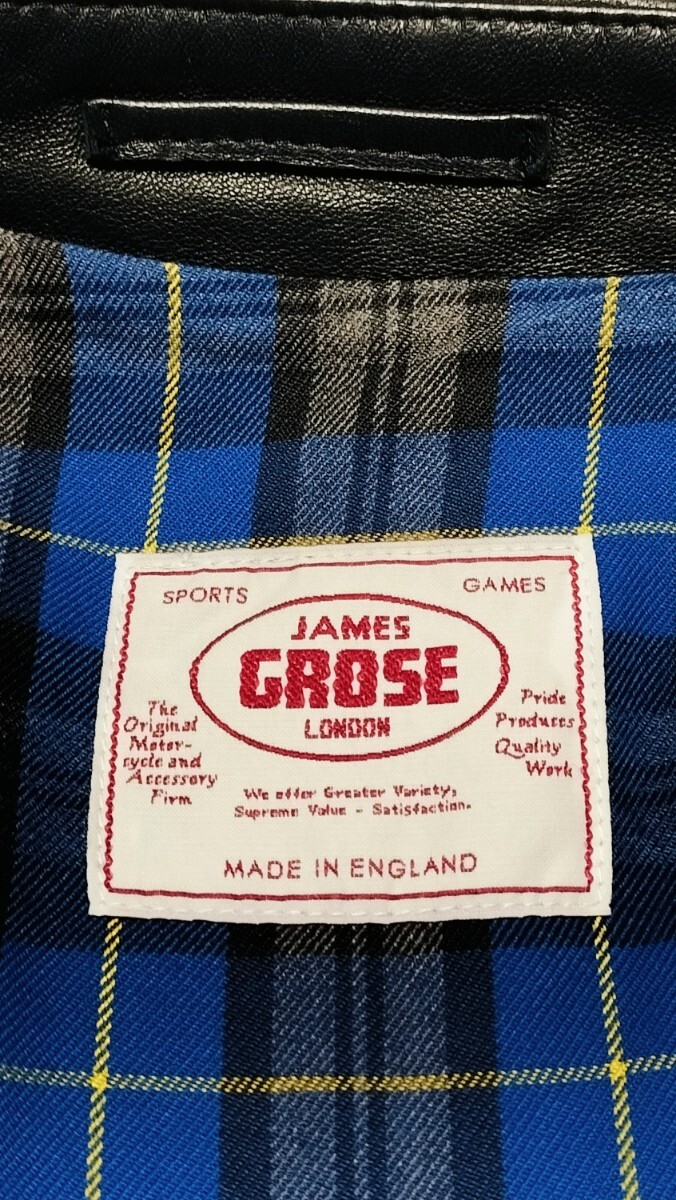 SPORTS GAMES
JAMES
GROSE
LONDON
The
Original
Motor-
cycle and
Accessory
Firm
Pride
Produces
Quality
Work
We offer Greater Variety,
Supreme Value - Satisfaction.
MADE IN ENGLAND